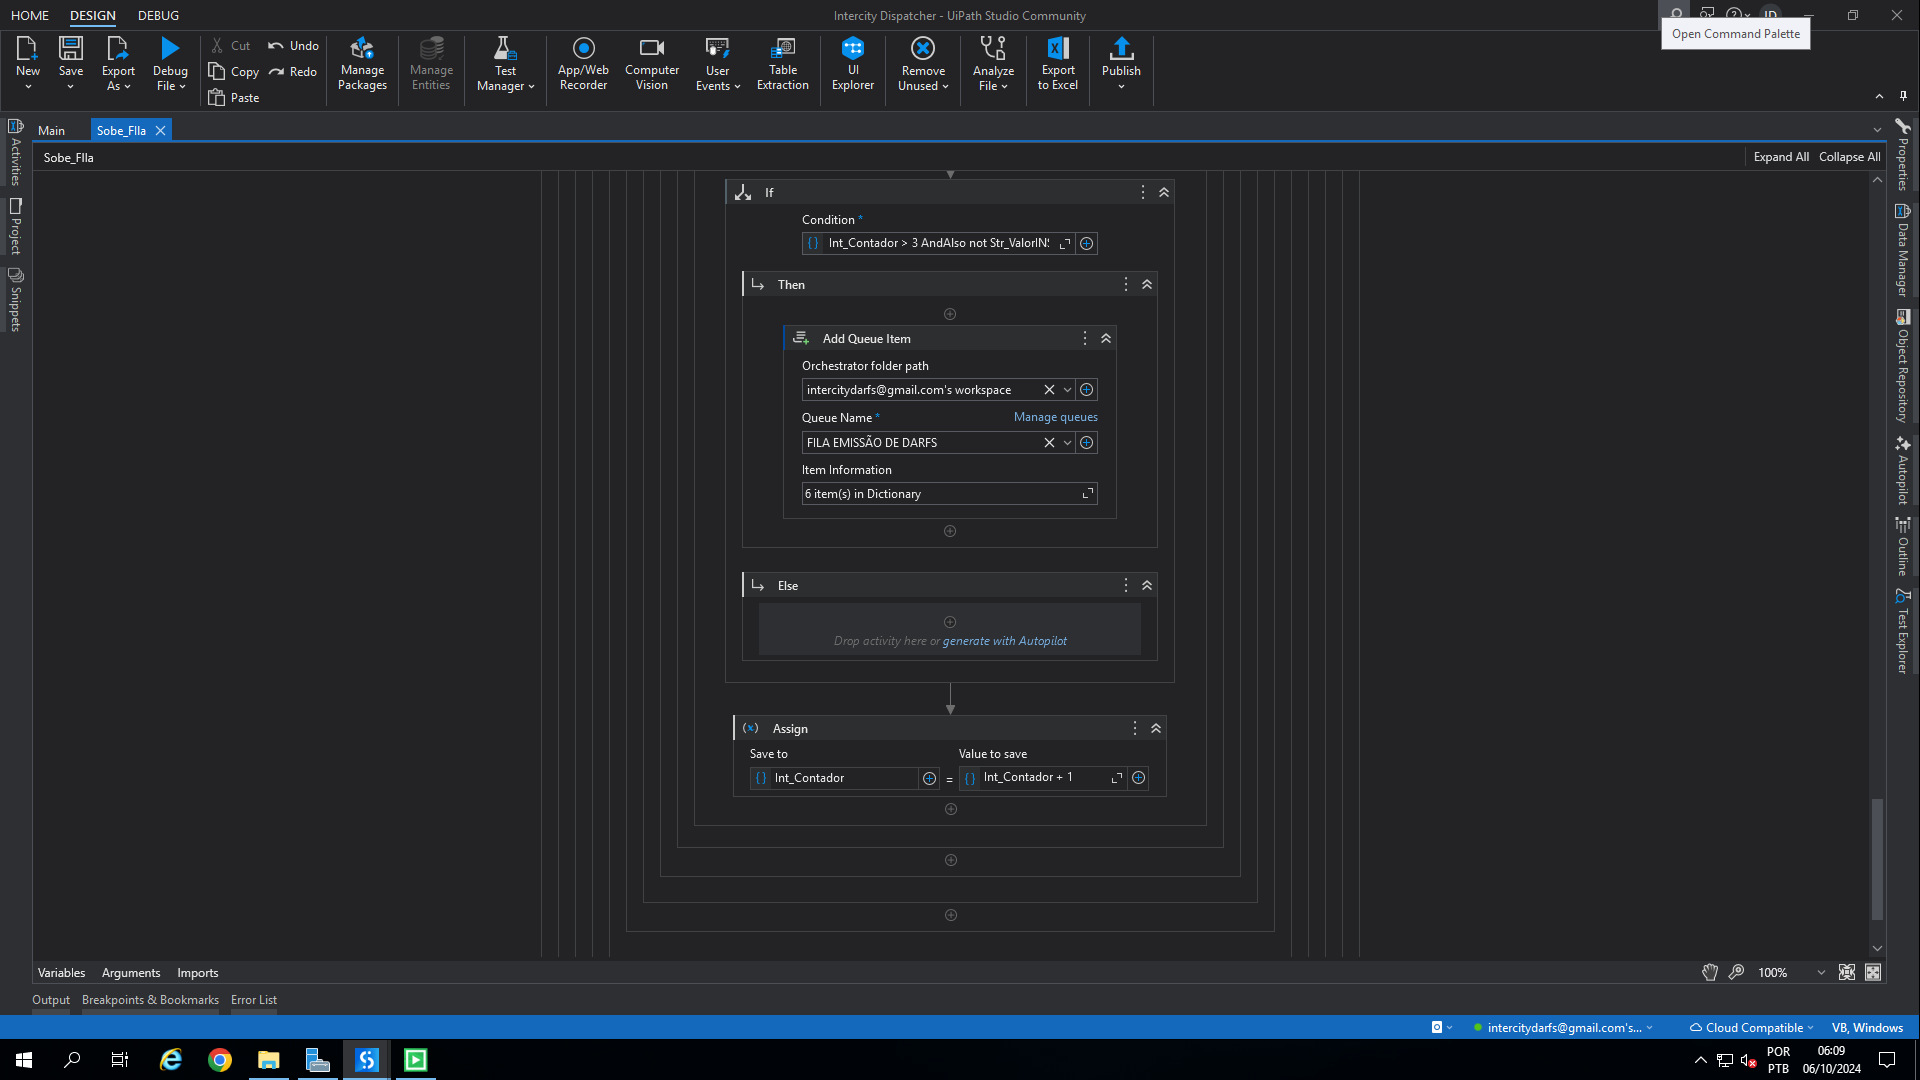 HOME
DESIGN
DEBUG
Intercity Dispatcher - UiPath Studio Community
JD
Open Command Palette
New
Save
Export As
Debug File
Cut
Copy
Paste
Undo
Redo
Manage Packages
Manage Entities
Test Manager
App/Web Recorder
Computer Vision
User Events
Table Extraction
UI Explorer
Remove Unused
Analyze File
Export to Excel
Publish
Main
Sobe_FIla
Sobe_FIla
Expand All
Collapse All
Activities
Project
Snippets
Properties
Data Manager
Object Repository
Autopilot
Outline
Test Explorer
If
Condition *
Int_Contador > 3 AndAlso not Str_ValorINS
Then
Add Queue Item
Orchestrator folder path
intercitydarfs@gmail.com's workspace
Queue Name *
Manage queues
FILA EMISSÃO DE DARFS
Item Information
6 item(s) in Dictionary
Else
Drop activity here or generate with Autopilot
Assign
Save to
Value to save
Int_Contador
=
Int_Contador + 1
Variables
Arguments
Imports
100%
Output
Breakpoints & Bookmarks
Error List
intercitydarfs@gmail.com's...
Cloud Compatible
VB, Windows
POR
PTB
06:09
06/10/2024